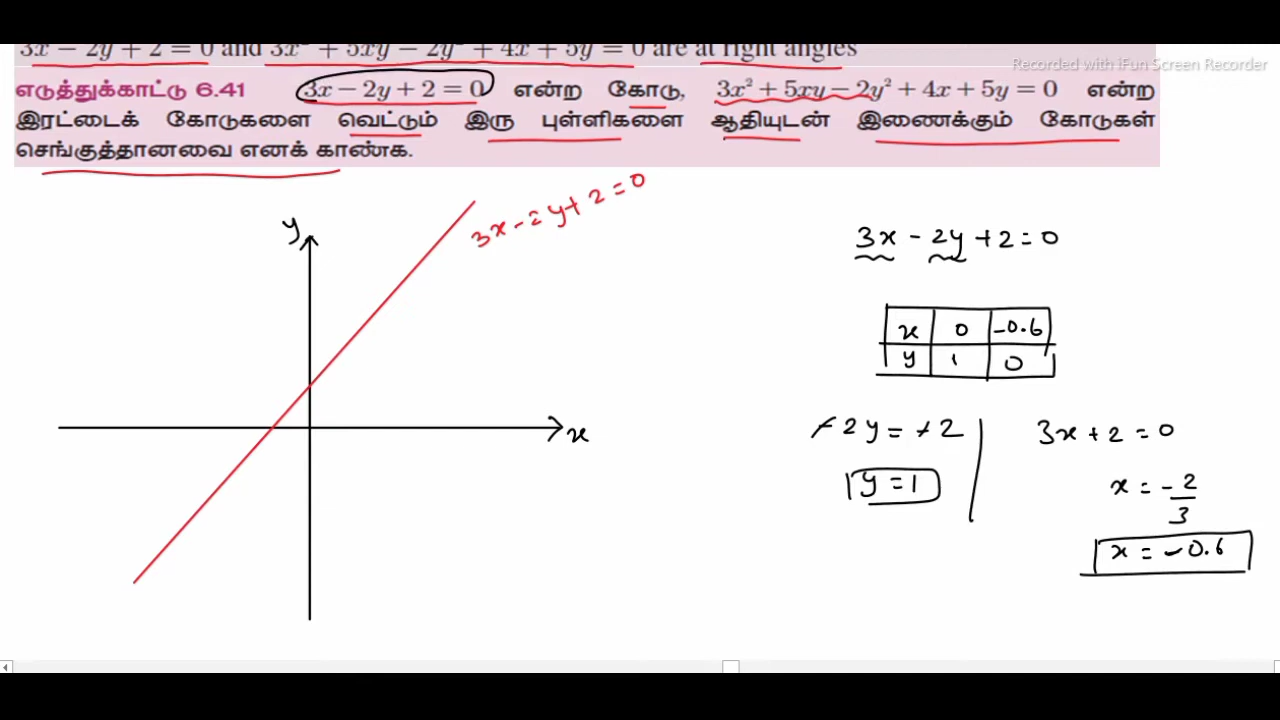 3x − 2y + 2 = 0 and 3x² + 5xy − 2y² + 4x + 5y = 0 are at right angles
Recorded with iFun Screen Recorder
எடுத்துக்காட்டு 6.41 3x − 2y + 2 = 0 என்ற கோடு, 3x² + 5xy − 2y² + 4x + 5y = 0 என்ற
இரட்டைக் கோடுகளை வெட்டும் இரு புள்ளிகளை ஆதியுடன் இணைக்கும் கோடுகள்
செங்குத்தானவை எனக் காண்க.
3x - 2y + 2 = 0
y
x
3x - 2y + 2 = 0
x 0 -0.6
y 1 0
-2y = -2
y = 1
3x + 2 = 0
x = -2/3
x = -0.6